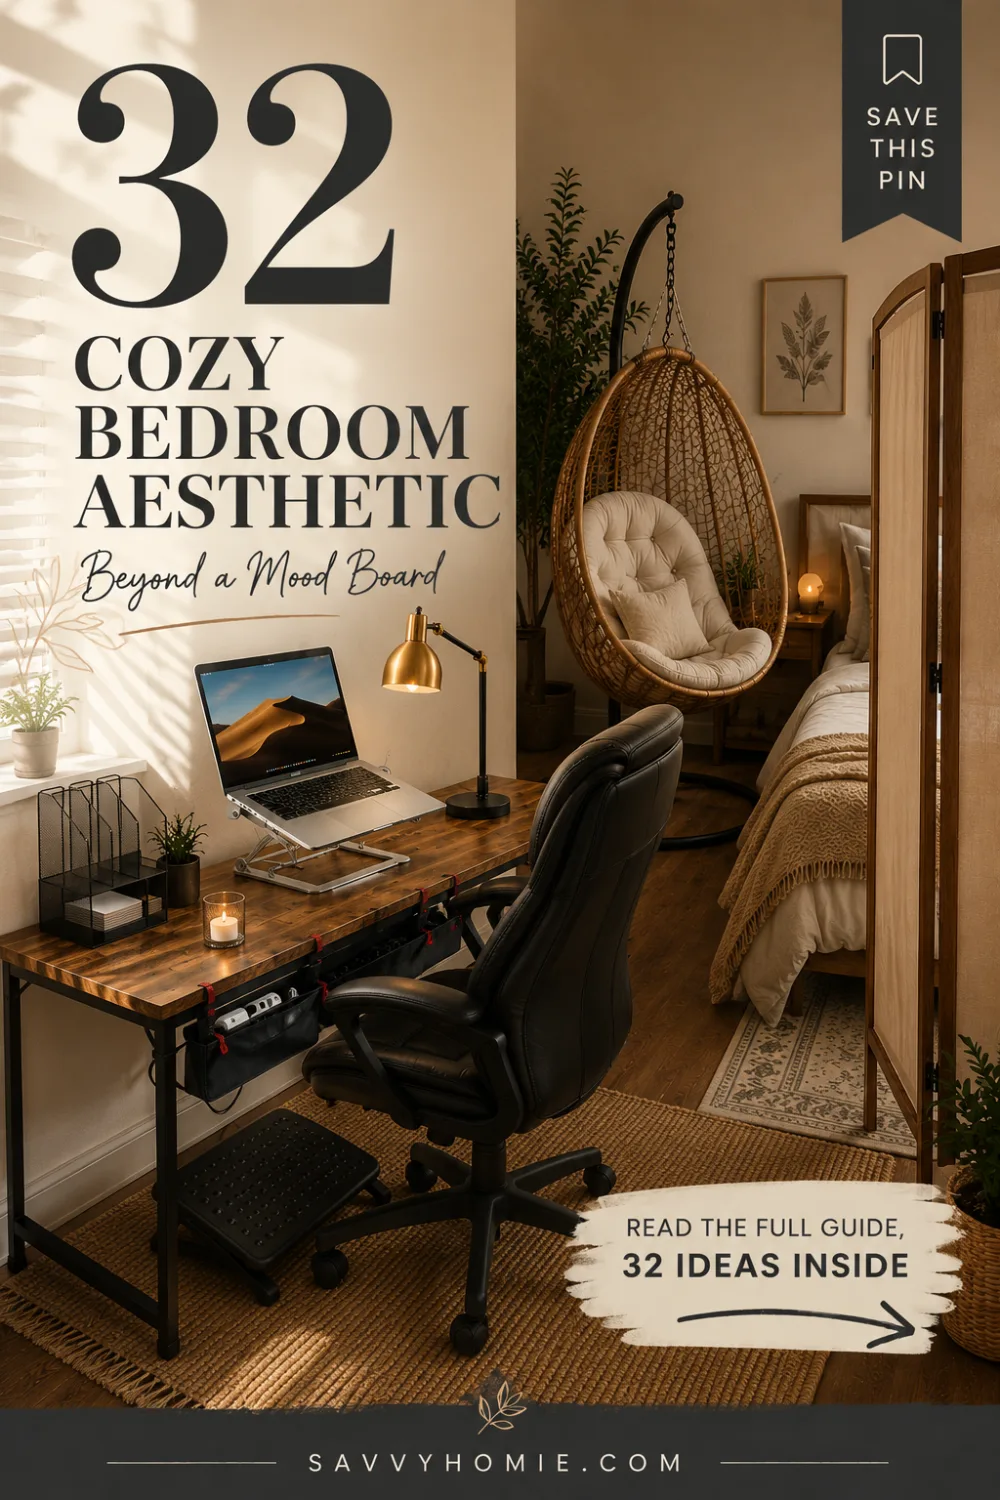 32
COZY
BEDROOM
AESTHETIC
Beyond a Mood Board
SAVE
THIS
PIN
READ THE FULL GUIDE,
32 IDEAS INSIDE
SAVVYHOMIE.COM